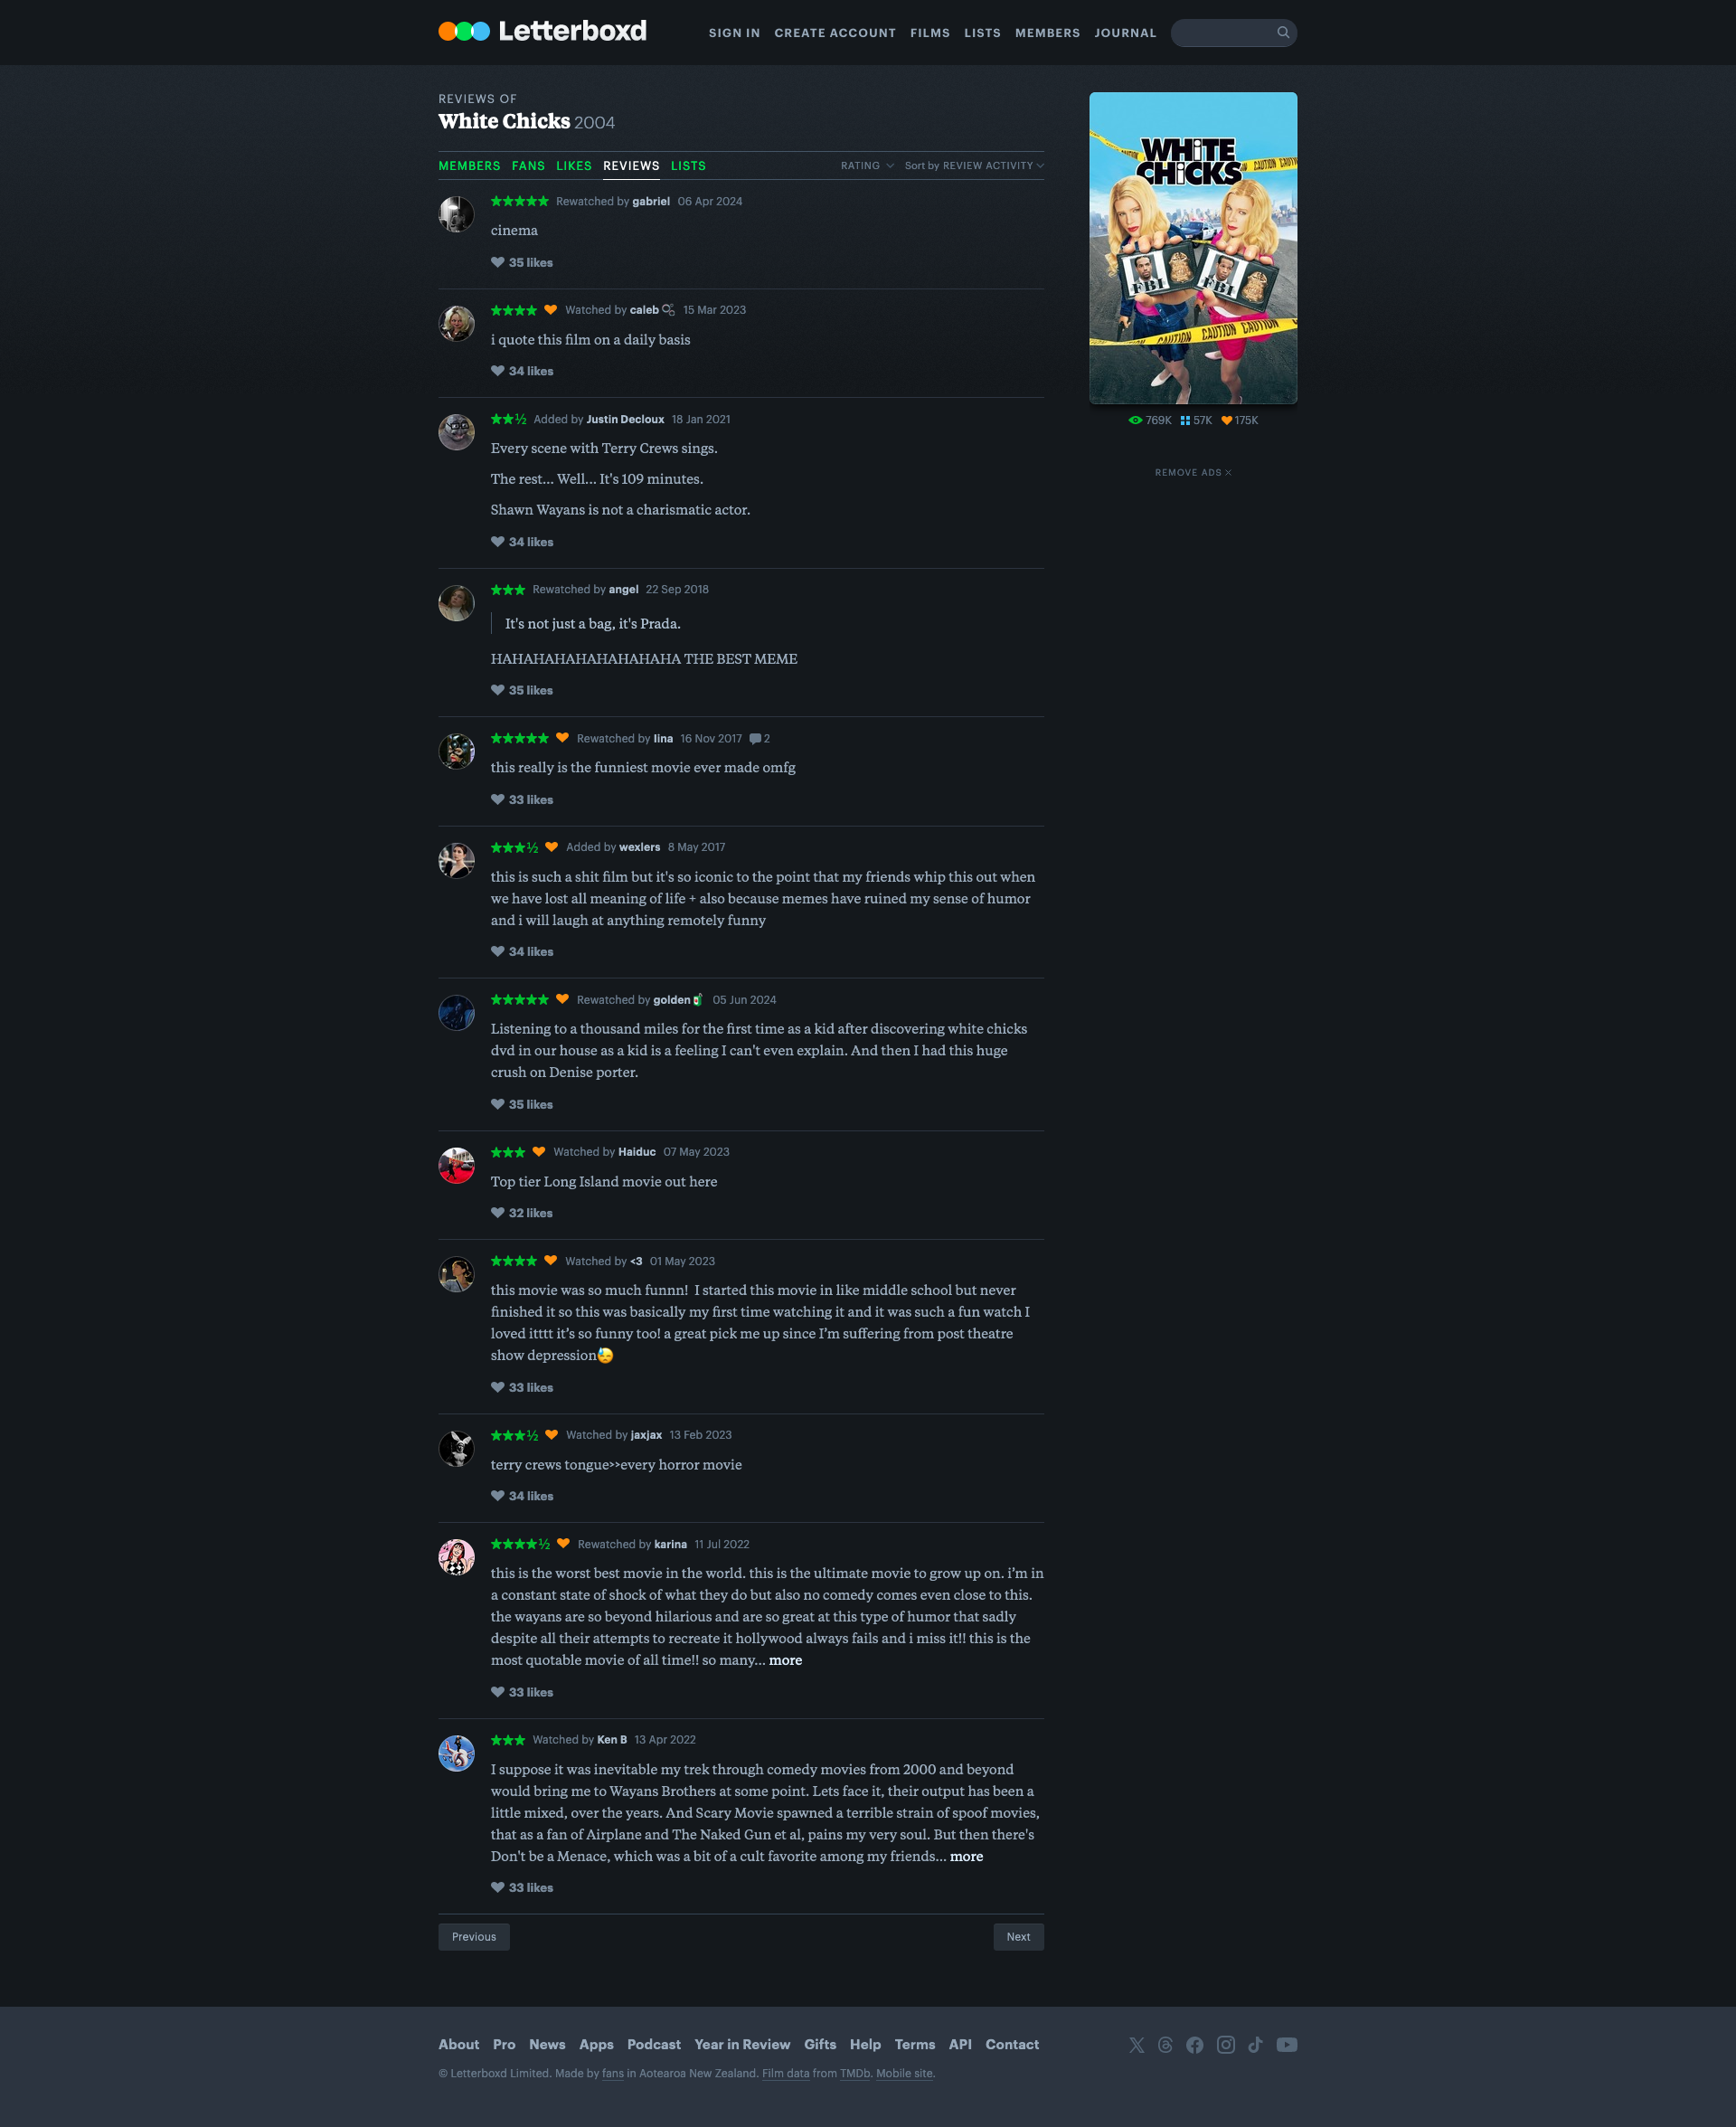 Letterboxd
SIGN IN CREATE ACCOUNT FILMS LISTS MEMBERS JOURNAL
REVIEWS OF
White Chicks 2004
MEMBERS FANS LIKES REVIEWS LISTS RATING Sort by REVIEW ACTIVITY
★★★★★ Rewatched by gabriel 06 Apr 2024
cinema
35 likes
★★★★ Watched by caleb 15 Mar 2023
i quote this film on a daily basis
34 likes
★★½ Added by Justin Decloux 18 Jan 2021
Every scene with Terry Crews sings.
The rest... Well... It's 109 minutes.
Shawn Wayans is not a charismatic actor.
34 likes
★★★ Rewatched by angel 22 Sep 2018
It's not just a bag, it's Prada.
HAHAHAHAHAHAHAHAHA THE BEST MEME
35 likes
★★★★★ Rewatched by lina 16 Nov 2017 2
this really is the funniest movie ever made omfg
33 likes
★★★½ Added by wexlers 8 May 2017
this is such a shit film but it's so iconic to the point that my friends whip this out when
we have lost all meaning of life + also because memes have ruined my sense of humor
and i will laugh at anything remotely funny
34 likes
★★★★★ Rewatched by golden 05 Jun 2024
Listening to a thousand miles for the first time as a kid after discovering white chicks
dvd in our house as a kid is a feeling I can't even explain. And then I had this huge
crush on Denise porter.
35 likes
★★★ Watched by Haiduc 07 May 2023
Top tier Long Island movie out here
32 likes
★★★★ Watched by <3 01 May 2023
this movie was so much funnn! I started this movie in like middle school but never
finished it so this was basically my first time watching it and it was such a fun watch I
loved itttt it’s so funny too! a great pick me up since I’m suffering from post theatre
show depression😓
33 likes
★★★½ Watched by jaxjax 13 Feb 2023
terry crews tongue>>every horror movie
34 likes
★★★★½ Rewatched by karina 11 Jul 2022
this is the worst best movie in the world. this is the ultimate movie to grow up on. i’m in
a constant state of shock of what they do but also no comedy comes even close to this.
the wayans are so beyond hilarious and are so great at this type of humor that sadly
despite all their attempts to recreate it hollywood always fails and i miss it!! this is the
most quotable movie of all time!! so many... more
33 likes
★★★ Watched by Ken B 13 Apr 2022
I suppose it was inevitable my trek through comedy movies from 2000 and beyond
would bring me to Wayans Brothers at some point. Lets face it, their output has been a
little mixed, over the years. And Scary Movie spawned a terrible strain of spoof movies,
that as a fan of Airplane and The Naked Gun et al, pains my very soul. But then there's
Don't be a Menace, which was a bit of a cult favorite among my friends... more
33 likes
Previous Next
WHiTE
CHiCKS
CAUTION CAUTION
FBI FBI
CAUTION CAUTION CAUTION
769K 57K 175K
REMOVE ADS
About Pro News Apps Podcast Year in Review Gifts Help Terms API Contact
© Letterboxd Limited. Made by fans in Aotearoa New Zealand. Film data from TMDb. Mobile site.